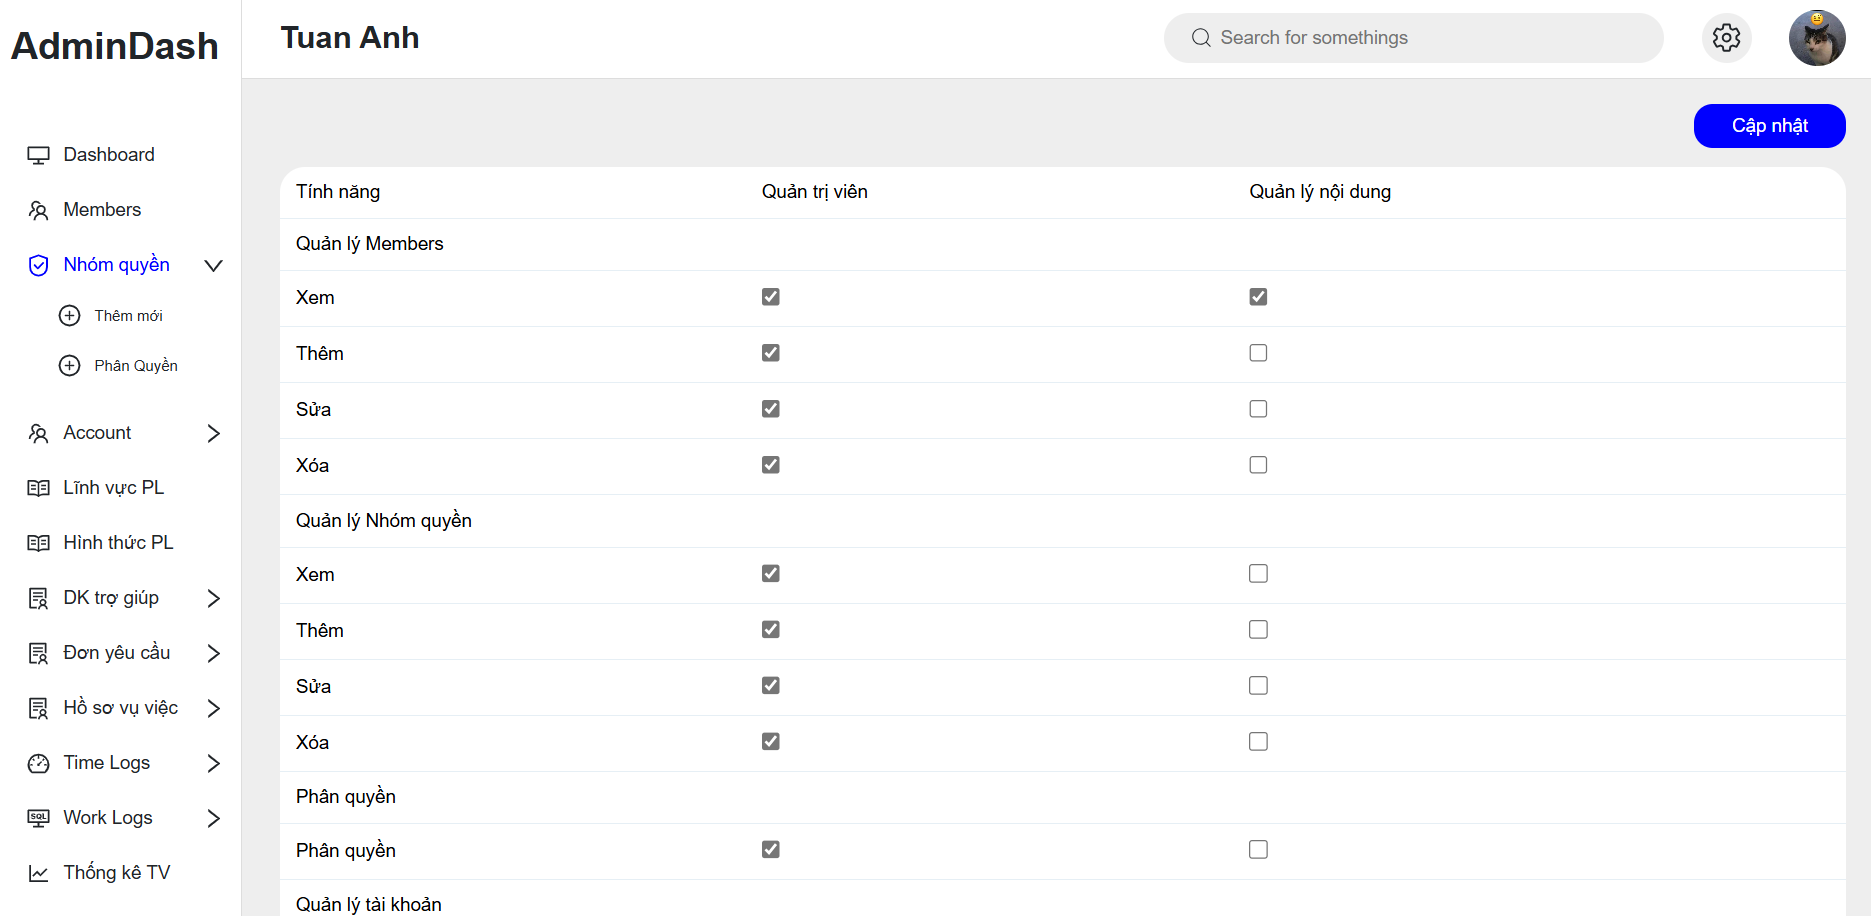 AdminDash
Tuan Anh
Search for somethings
Dashboard
Members
Nhóm quyền
Thêm mới
Phân Quyền
Account
Lĩnh vực PL
Hình thức PL
DK trợ giúp
Đơn yêu cầu
Hồ sơ vụ việc
Time Logs
SQL
Work Logs
Thống kê TV
Cập nhật
Tính năng Quản trị viên Quản lý nội dung
Quản lý Members
Xem
Thêm
Sửa
Xóa
Quản lý Nhóm quyền
Xem
Thêm
Sửa
Xóa
Phân quyền
Phân quyền
Quản lý tài khoản